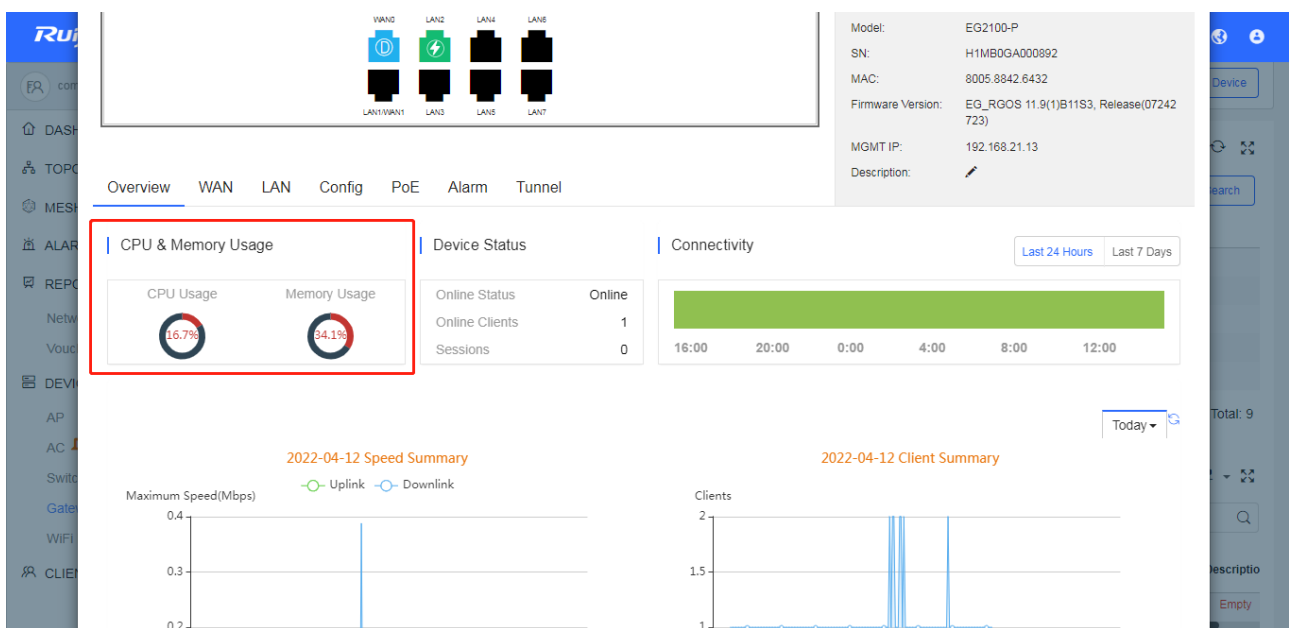 WAN0 LAN2 LAN4 LAN6
LAN1/WAN1 LAN3 LAN5 LAN7
Model: EG2100-P
SN: H1MB0GA000892
MAC: 8005.8842.6432
Firmware Version: EG_RGOS 11.9(1)B11S3, Release(07242
723)
MGMT IP: 192.168.21.13
Description:
Rui
com
DASH
TOPO
MESH
ALAR
REPO
Netw
Vouc
DEVI
AP
AC
Switc
Gate
WiFi
CLIEN
Overview WAN LAN Config PoE Alarm Tunnel
CPU & Memory Usage
CPU Usage Memory Usage
16.7% 34.1%
Device Status
Online Status Online
Online Clients 1
Sessions 0
Connectivity
Last 24 Hours Last 7 Days
16:00 20:00 0:00 4:00 8:00 12:00
Today
2022-04-12 Speed Summary
Uplink Downlink
Maximum Speed(Mbps)
0.4
0.3
0.2
2022-04-12 Client Summary
Clients
2
1.5
1
Device
earch
Total: 9
Descriptio
Empty